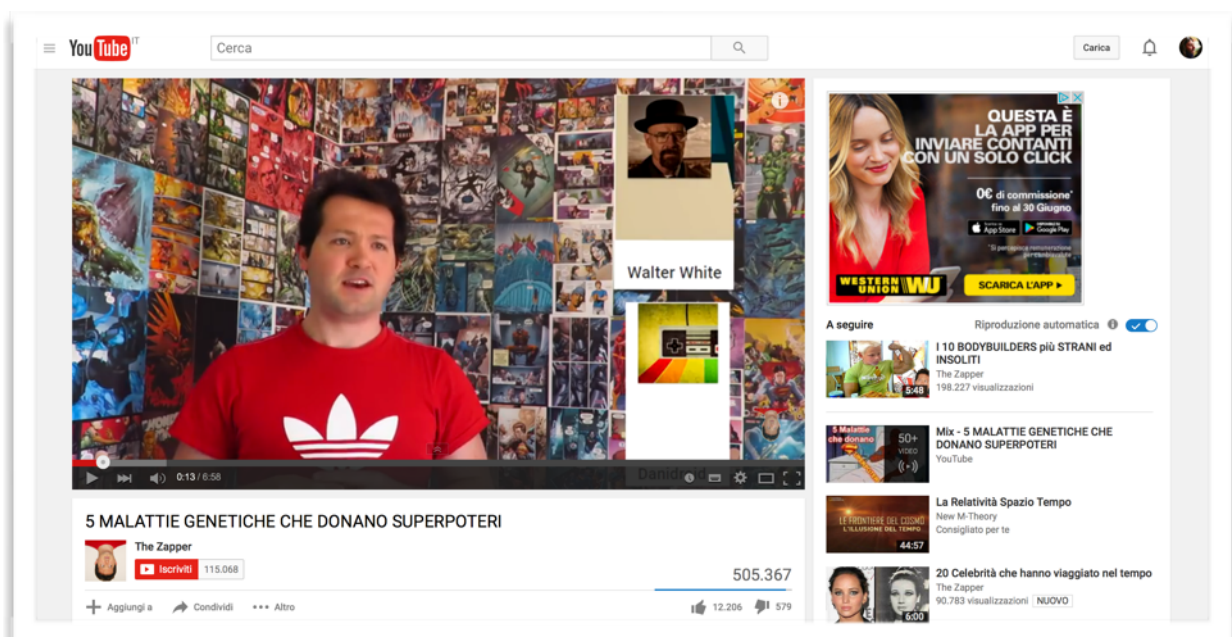 YouTube IT
Cerca
Carica
Walter White
Danidroid
0:13 / 6:58
5 MALATTIE GENETICHE CHE DONANO SUPERPOTERI
The Zapper
Iscriviti 115.068
505.367
Aggiungi a Condividi Altro
12.206 579
QUESTA È
LA APP PER
INVIARE CONTANTI
CON UN SOLO CLICK
0€ di commissione*
fino al 30 Giugno
App Store Google Play
WESTERN UNION WU
SCARICA L'APP
A seguire Riproduzione automatica
I 10 BODYBUILDERS più STRANI ed
INSOLITI
The Zapper
198.227 visualizzazioni
5:48
Mix - 5 MALATTIE GENETICHE CHE
DONANO SUPERPOTERI
YouTube
5 Malattie
che donano
50+
VIDEO
La Relatività Spazio Tempo
New M-Theory
Consigliato per te
LE FRONTIERE DEL COSMO
L'ILLUSIONE DEL TEMPO
44:57
20 Celebrità che hanno viaggiato nel tempo
The Zapper
90.783 visualizzazioni NUOVO
6:00